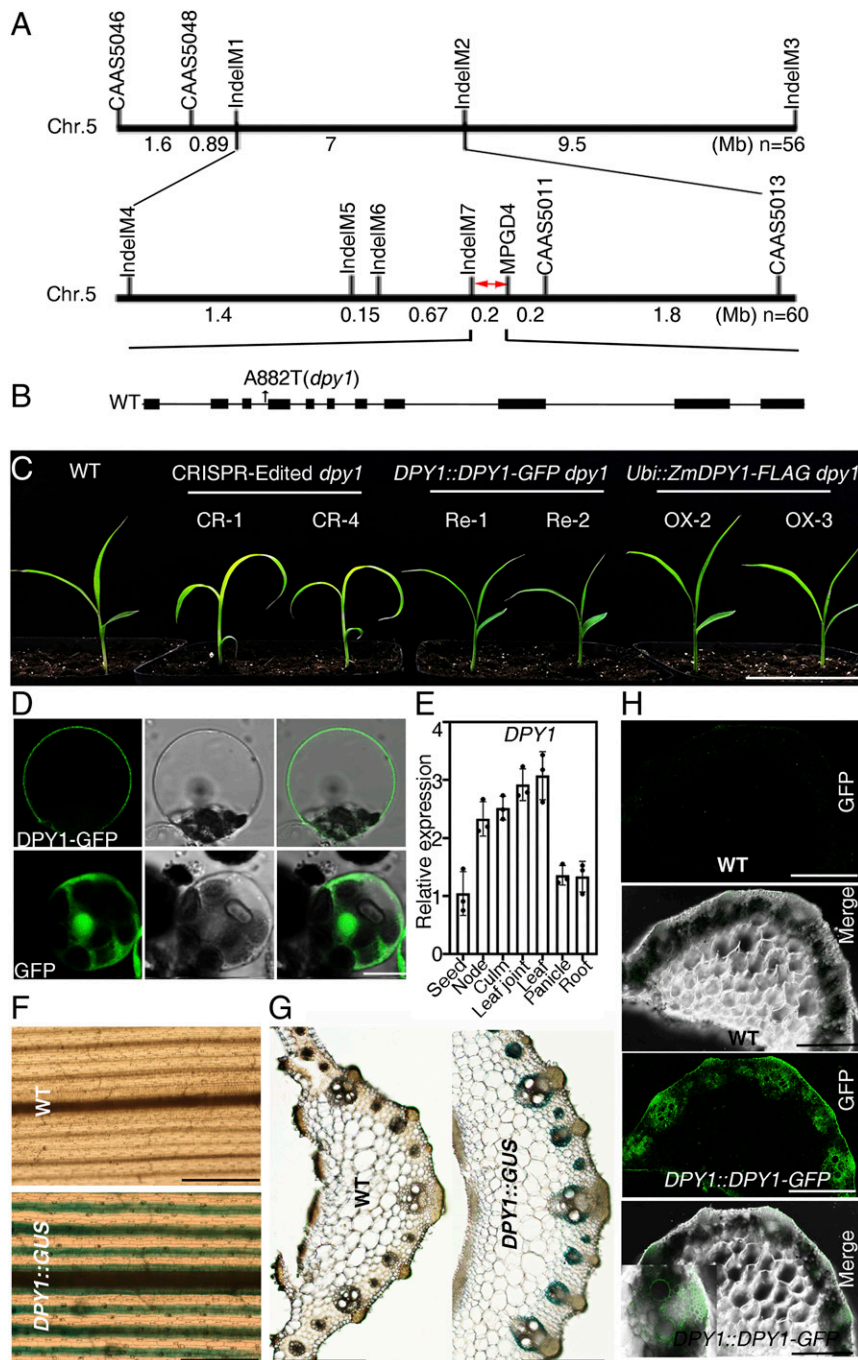 A
CAAS5046 CAAS5048 IndelM1 IndelM2 IndelM3
Chr.5
1.6 0.89 7 9.5 (Mb) n=56
IndelM4 IndelM5 IndelM6 IndelM7 MPGD4 CAAS5011 CAAS5013
Chr.5
1.4 0.15 0.67 0.2 0.2 1.8 (Mb) n=60
B
A882T(dpy1)
WT
C
WT CRISPR-Edited dpy1 DPY1::DPY1-GFP dpy1 Ubi::ZmDPY1-FLAG dpy1
CR-1 CR-4 Re-1 Re-2 OX-2 OX-3
D
DPY1-GFP
GFP
E
DPY1
Relative expression
4
3
2
1
0
Seed Node Culm Leaf joint Leaf Panicle Root
F
WT
DPY1::GUS
G
WT
DPY1::GUS
H
GFP
WT
Merge
WT
GFP
DPY1::DPY1-GFP
Merge
DPY1::DPY1-GFP